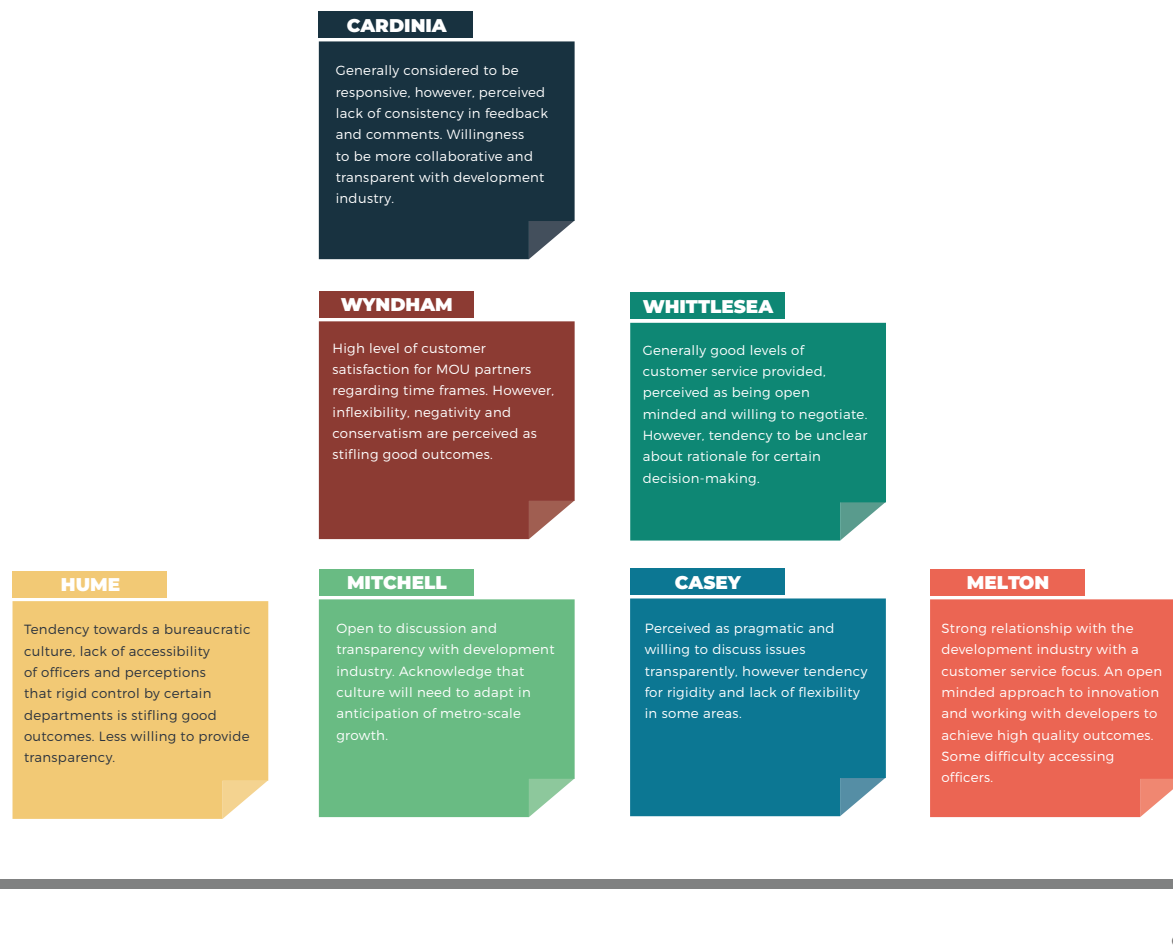 CARDINIA
Generally considered to be
responsive, however, perceived
lack of consistency in feedback
and comments. Willingness
to be more collaborative and
transparent with development
industry.
WYNDHAM
High level of customer
satisfaction for MOU partners
regarding time frames. However,
inflexibility, negativity and
conservatism are perceived as
stifling good outcomes.
WHITTLESEA
Generally good levels of
customer service provided,
perceived as being open
minded and willing to negotiate.
However, tendency to be unclear
about rationale for certain
decision-making.
HUME
Tendency towards a bureaucratic
culture, lack of accessibility
of officers and perceptions
that rigid control by certain
departments is stifling good
outcomes. Less willing to provide
transparency.
MITCHELL
Open to discussion and
transparency with development
industry. Acknowledge that
culture will need to adapt in
anticipation of metro-scale
growth.
CASEY
Perceived as pragmatic and
willing to discuss issues
transparently, however tendency
for rigidity and lack of flexibility
in some areas.
MELTON
Strong relationship with the
development industry with a
customer service focus. An open
minded approach to innovation
and working with developers to
achieve high quality outcomes.
Some difficulty accessing
officers.